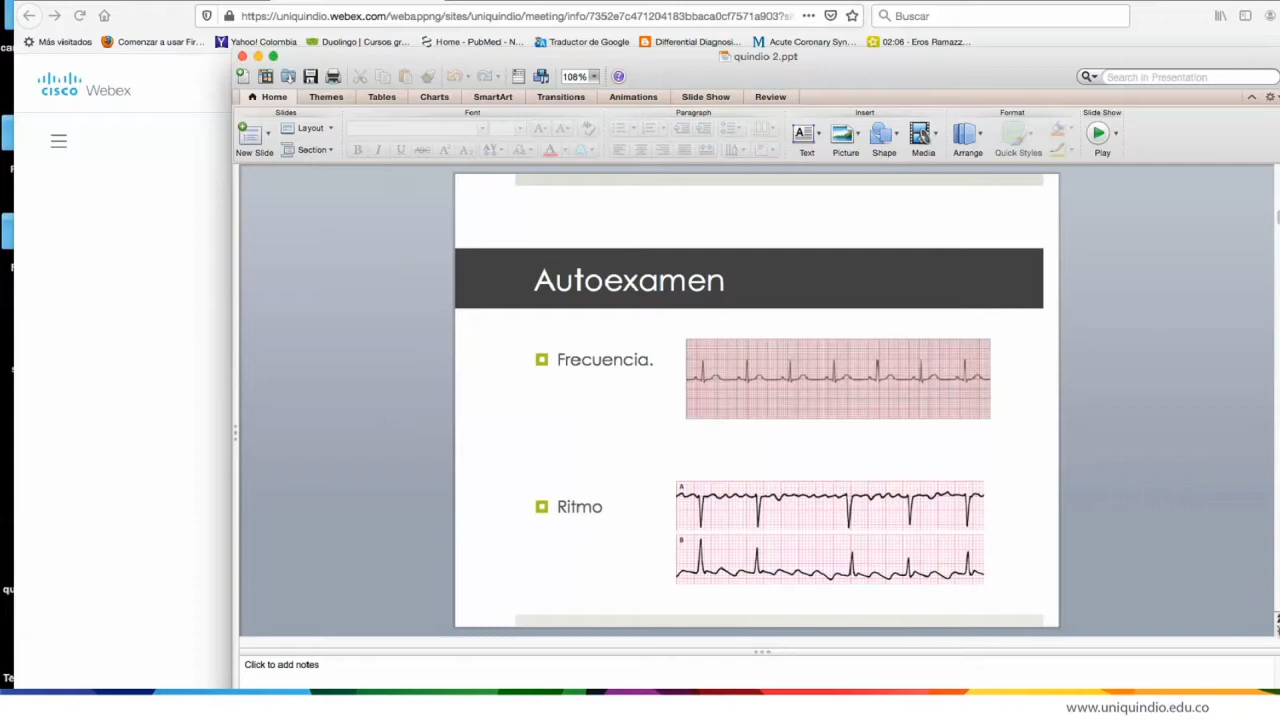 https://uniquindio.webex.com/webappng/sites/uniquindio/meeting/info/7352e7c471204183bbaca0cf7571a903?si
Buscar
Más visitados Comenzar a usar Fir... Yahoo! Colombia Duolingo | Cursos gr... Home - PubMed - N... Traductor de Google Differential Diagnosi... Acute Coronary Syn... 02:06 - Eros Ramazz...
quindio 2.ppt
cisco Webex
108%
Search in Presentation
Home Themes Tables Charts SmartArt Transitions Animations Slide Show Review
Slides Font Paragraph Insert Format Slide Show
Layout
Section
New Slide
B I U ABC A A A
Text Picture Shape Media Arrange Quick Styles Play
Autoexamen
Frecuencia.
A
Ritmo
B
Click to add notes
www.uniquindio.edu.co